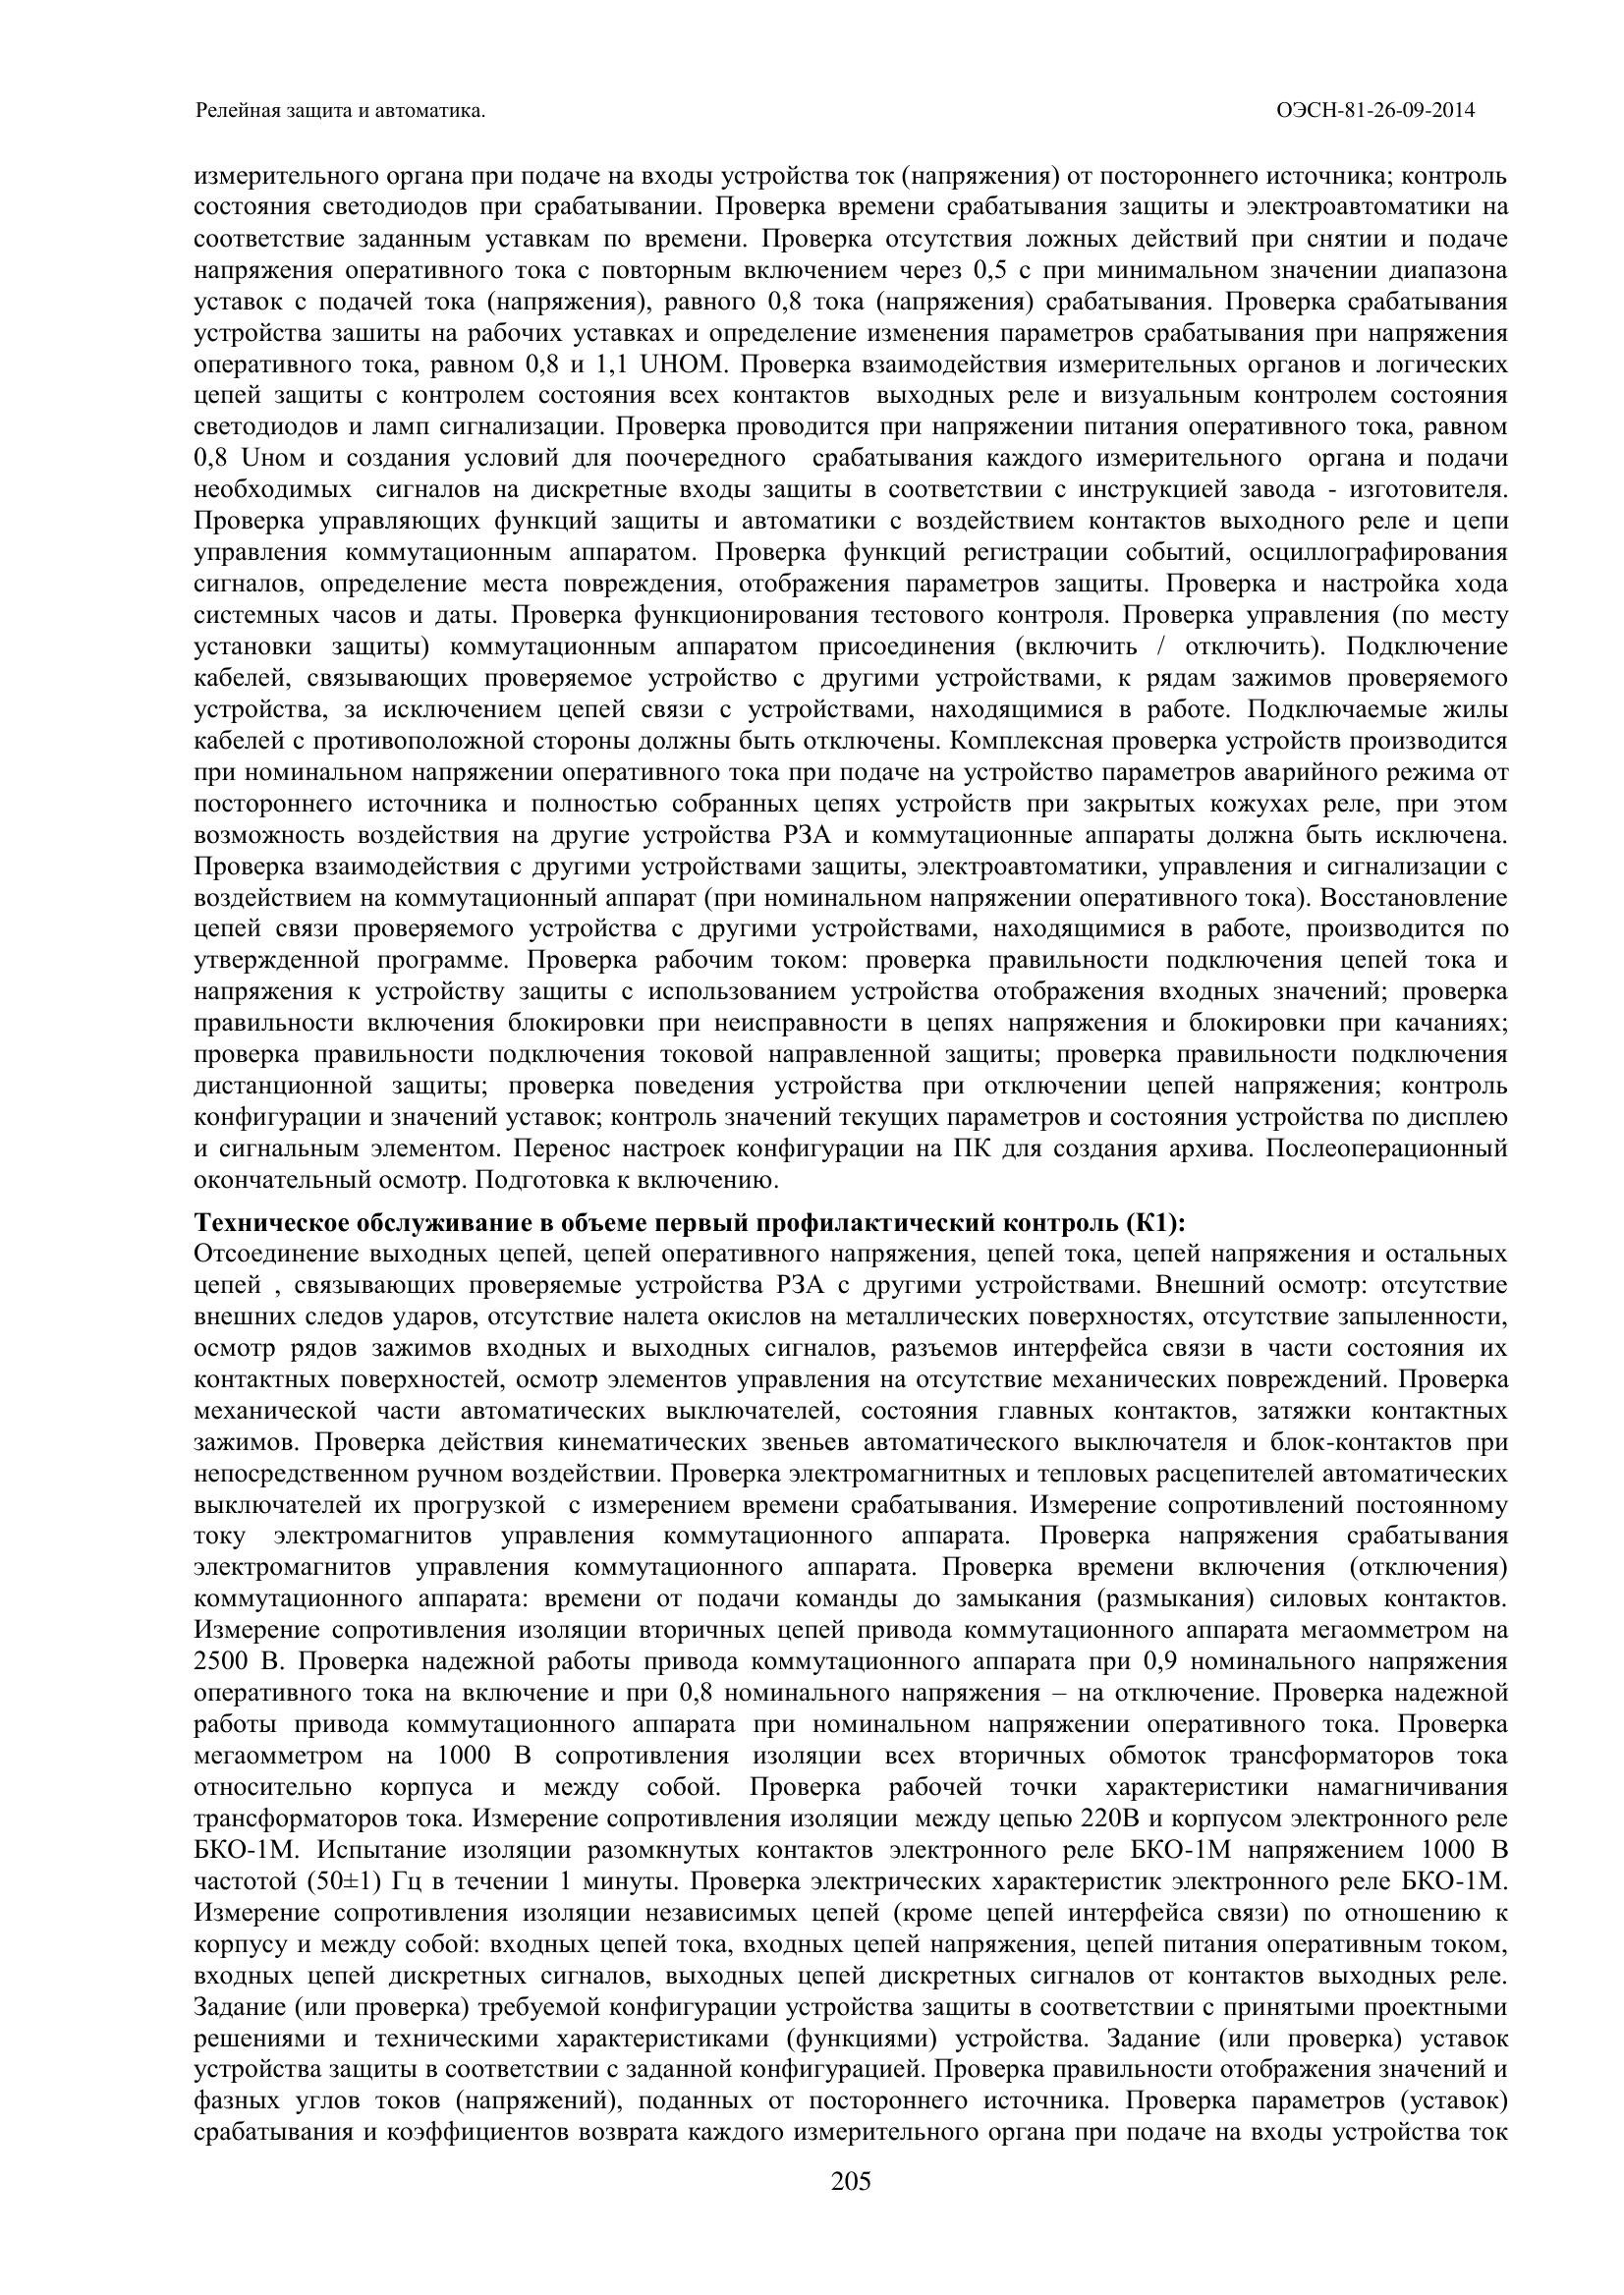 Релейная защита и автоматика. ОЭСН-81-26-09-2014
измерительного органа при подаче на входы устройства ток (напряжения) от постороннего источника; контроль
состояния светодиодов при срабатывании. Проверка времени срабатывания защиты и электроавтоматики на
соответствие заданным уставкам по времени. Проверка отсутствия ложных действий при снятии и подаче
напряжения оперативного тока с повторным включением через 0,5 с при минимальном значении диапазона
уставок с подачей тока (напряжения), равного 0,8 тока (напряжения) срабатывания. Проверка срабатывания
устройства зашиты на рабочих уставках и определение изменения параметров срабатывания при напряжения
оперативного тока, равном 0,8 и 1,1 UНОМ. Проверка взаимодействия измерительных органов и логических
цепей защиты с контролем состояния всех контактов выходных реле и визуальным контролем состояния
светодиодов и ламп сигнализации. Проверка проводится при напряжении питания оперативного тока, равном
0,8 Uном и создания условий для поочередного срабатывания каждого измерительного органа и подачи
необходимых сигналов на дискретные входы защиты в соответствии с инструкцией завода - изготовителя.
Проверка управляющих функций защиты и автоматики с воздействием контактов выходного реле и цепи
управления коммутационным аппаратом. Проверка функций регистрации событий, осциллографирования
сигналов, определение места повреждения, отображения параметров защиты. Проверка и настройка хода
системных часов и даты. Проверка функционирования тестового контроля. Проверка управления (по месту
установки защиты) коммутационным аппаратом присоединения (включить / отключить). Подключение
кабелей, связывающих проверяемое устройство с другими устройствами, к рядам зажимов проверяемого
устройства, за исключением цепей связи с устройствами, находящимися в работе. Подключаемые жилы
кабелей с противоположной стороны должны быть отключены. Комплексная проверка устройств производится
при номинальном напряжении оперативного тока при подаче на устройство параметров аварийного режима от
постороннего источника и полностью собранных цепях устройств при закрытых кожухах реле, при этом
возможность воздействия на другие устройства РЗА и коммутационные аппараты должна быть исключена.
Проверка взаимодействия с другими устройствами защиты, электроавтоматики, управления и сигнализации с
воздействием на коммутационный аппарат (при номинальном напряжении оперативного тока). Восстановление
цепей связи проверяемого устройства с другими устройствами, находящимися в работе, производится по
утвержденной программе. Проверка рабочим током: проверка правильности подключения цепей тока и
напряжения к устройству защиты с использованием устройства отображения входных значений; проверка
правильности включения блокировки при неисправности в цепях напряжения и блокировки при качаниях;
проверка правильности подключения токовой направленной защиты; проверка правильности подключения
дистанционной защиты; проверка поведения устройства при отключении цепей напряжения; контроль
конфигурации и значений уставок; контроль значений текущих параметров и состояния устройства по дисплею
и сигнальным элементом. Перенос настроек конфигурации на ПК для создания архива. Послеоперационный
окончательный осмотр. Подготовка к включению.
Техническое обслуживание в объеме первый профилактический контроль (К1):
Отсоединение выходных цепей, цепей оперативного напряжения, цепей тока, цепей напряжения и остальных
цепей , связывающих проверяемые устройства РЗА с другими устройствами. Внешний осмотр: отсутствие
внешних следов ударов, отсутствие налета окислов на металлических поверхностях, отсутствие запыленности,
осмотр рядов зажимов входных и выходных сигналов, разъемов интерфейса связи в части состояния их
контактных поверхностей, осмотр элементов управления на отсутствие механических повреждений. Проверка
механической части автоматических выключателей, состояния главных контактов, затяжки контактных
зажимов. Проверка действия кинематических звеньев автоматического выключателя и блок-контактов при
непосредственном ручном воздействии. Проверка электромагнитных и тепловых расцепителей автоматических
выключателей их прогрузкой с измерением времени срабатывания. Измерение сопротивлений постоянному
току электромагнитов управления коммутационного аппарата. Проверка напряжения срабатывания
электромагнитов управления коммутационного аппарата. Проверка времени включения (отключения)
коммутационного аппарата: времени от подачи команды до замыкания (размыкания) силовых контактов.
Измерение сопротивления изоляции вторичных цепей привода коммутационного аппарата мегаомметром на
2500 В. Проверка надежной работы привода коммутационного аппарата при 0,9 номинального напряжения
оперативного тока на включение и при 0,8 номинального напряжения – на отключение. Проверка надежной
работы привода коммутационного аппарата при номинальном напряжении оперативного тока. Проверка
мегаомметром на 1000 В сопротивления изоляции всех вторичных обмоток трансформаторов тока
относительно корпуса и между собой. Проверка рабочей точки характеристики намагничивания
трансформаторов тока. Измерение сопротивления изоляции между цепью 220В и корпусом электронного реле
БКО-1М. Испытание изоляции разомкнутых контактов электронного реле БКО-1М напряжением 1000 В
частотой (50±1) Гц в течении 1 минуты. Проверка электрических характеристик электронного реле БКО-1М.
Измерение сопротивления изоляции независимых цепей (кроме цепей интерфейса связи) по отношению к
корпусу и между собой: входных цепей тока, входных цепей напряжения, цепей питания оперативным током,
входных цепей дискретных сигналов, выходных цепей дискретных сигналов от контактов выходных реле.
Задание (или проверка) требуемой конфигурации устройства защиты в соответствии с принятыми проектными
решениями и техническими характеристиками (функциями) устройства. Задание (или проверка) уставок
устройства защиты в соответствии с заданной конфигурацией. Проверка правильности отображения значений и
фазных углов токов (напряжений), поданных от постороннего источника. Проверка параметров (уставок)
срабатывания и коэффициентов возврата каждого измерительного органа при подаче на входы устройства ток
205